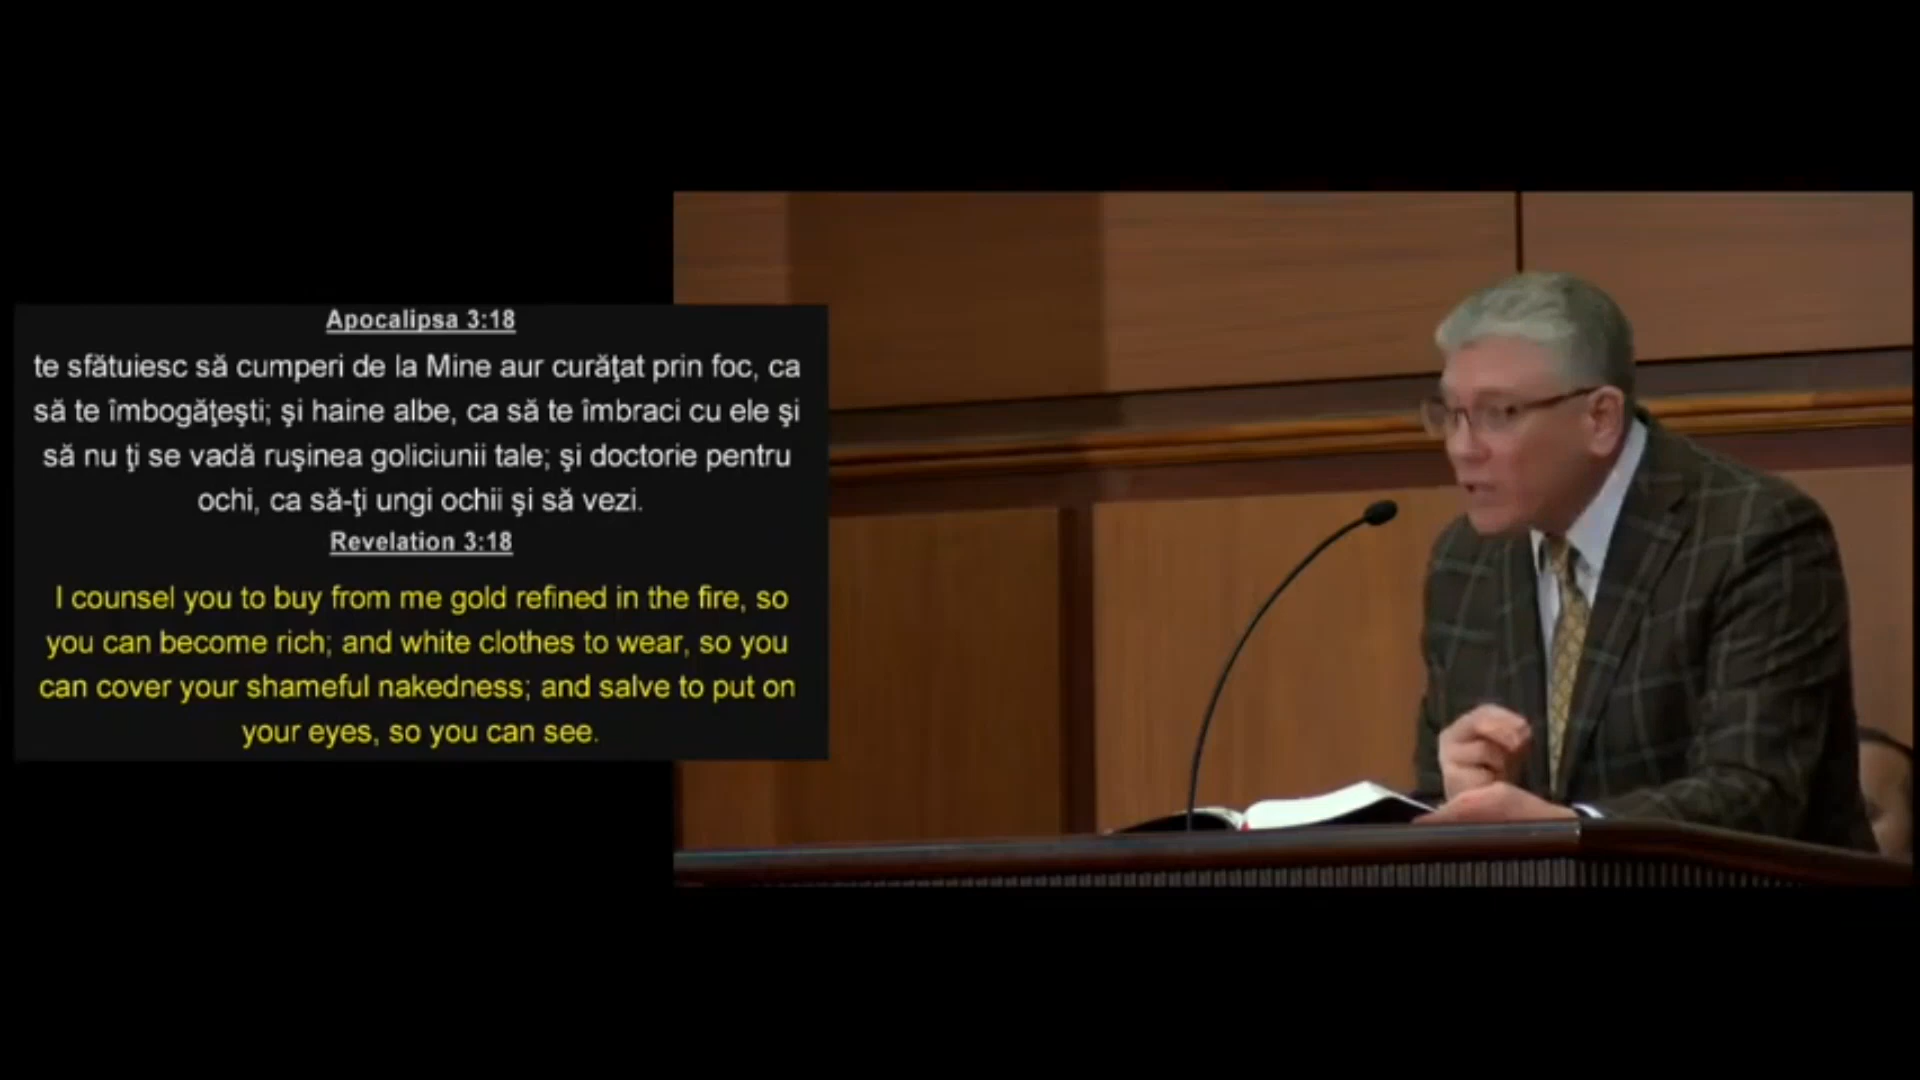 Apocalipsa 3:18
te sfătuiesc să cumperi de la Mine aur curăţat prin foc, ca
să te îmbogăţeşti; şi haine albe, ca să te îmbraci cu ele şi
să nu ţi se vadă ruşinea goliciunii tale; şi doctorie pentru
ochi, ca să-ţi ungi ochii şi să vezi.
Revelation 3:18
I counsel you to buy from me gold refined in the fire, so
you can become rich; and white clothes to wear, so you
can cover your shameful nakedness; and salve to put on
your eyes, so you can see.